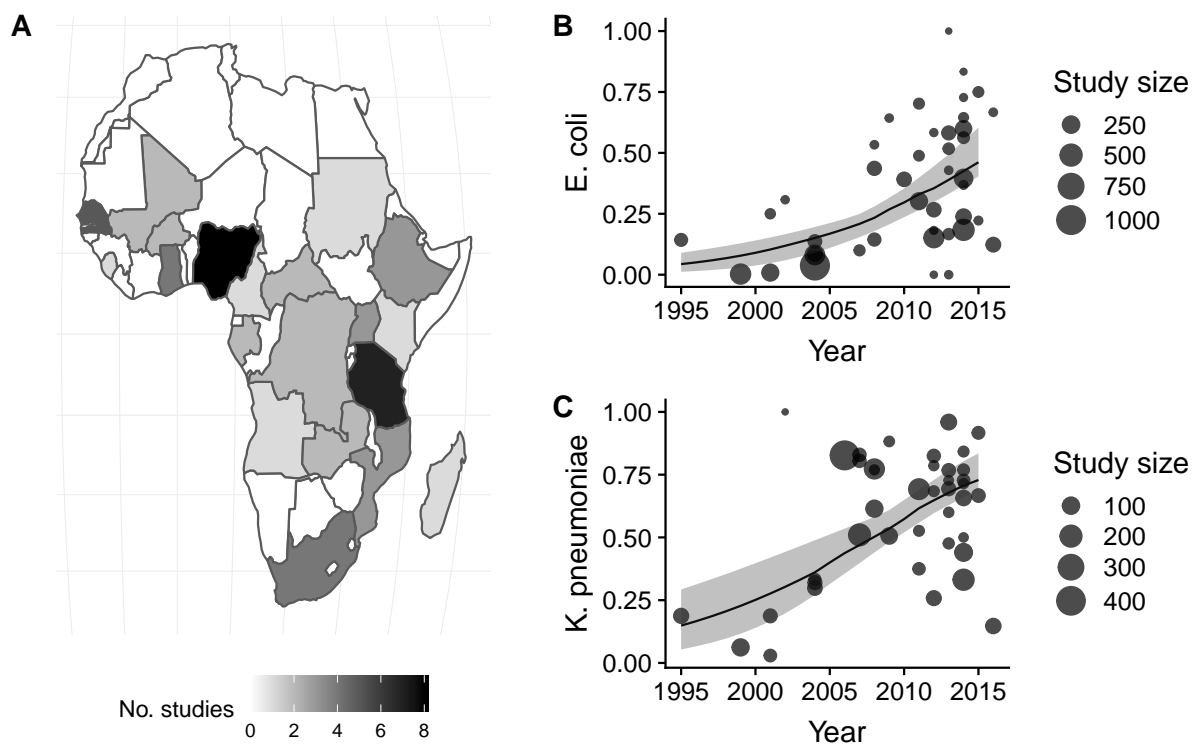 A
No. studies
0 2 4 6 8
B
E. coli
1.00
0.75
0.50
0.25
0.00
1995 2000 2005 2010 2015
Year
Study size
250
500
750
1000
C
K. pneumoniae
1.00
0.75
0.50
0.25
0.00
1995 2000 2005 2010 2015
Year
Study size
100
200
300
400